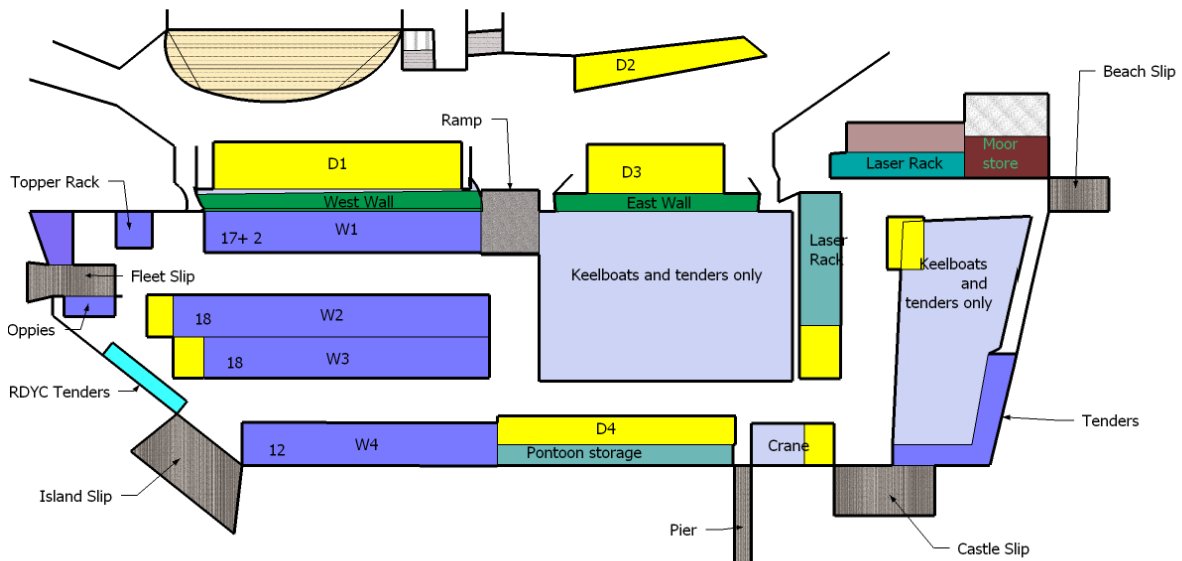 D2
Beach Slip
Ramp
Moor
store
Laser Rack
D1
D3
Topper Rack
West Wall
East Wall
17+ 2
W1
Laser
Rack
Fleet Slip
Keelboats and tenders only
Keelboats
and
tenders only
Oppies
18
W2
18
W3
RDYC Tenders
Tenders
12
W4
D4
Pontoon storage
Crane
Island Slip
Pier
Castle Slip